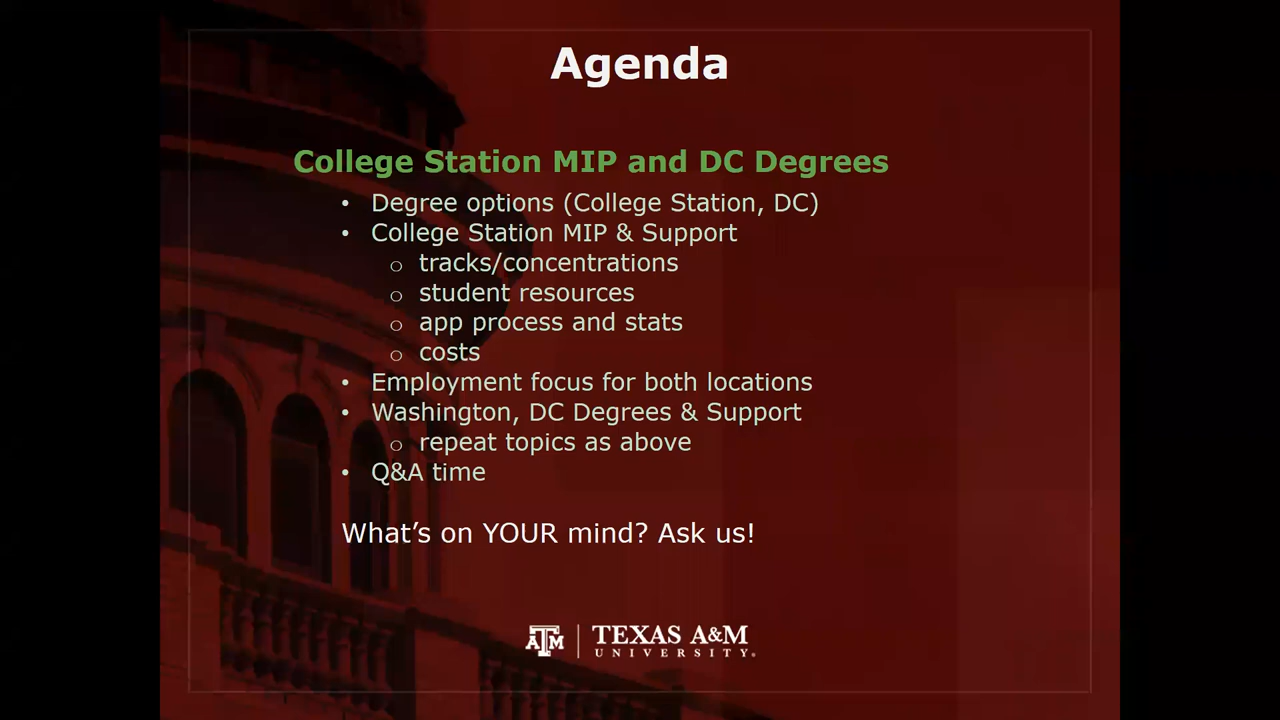 Agenda
College Station MIP and DC Degrees
• Degree options (College Station, DC)
• College Station MIP & Support
o tracks/concentrations
o student resources
o app process and stats
o costs
• Employment focus for both locations
• Washington, DC Degrees & Support
o repeat topics as above
• Q&A time
What's on YOUR mind? Ask us!
ATM | TEXAS A&M
UNIVERSITY®